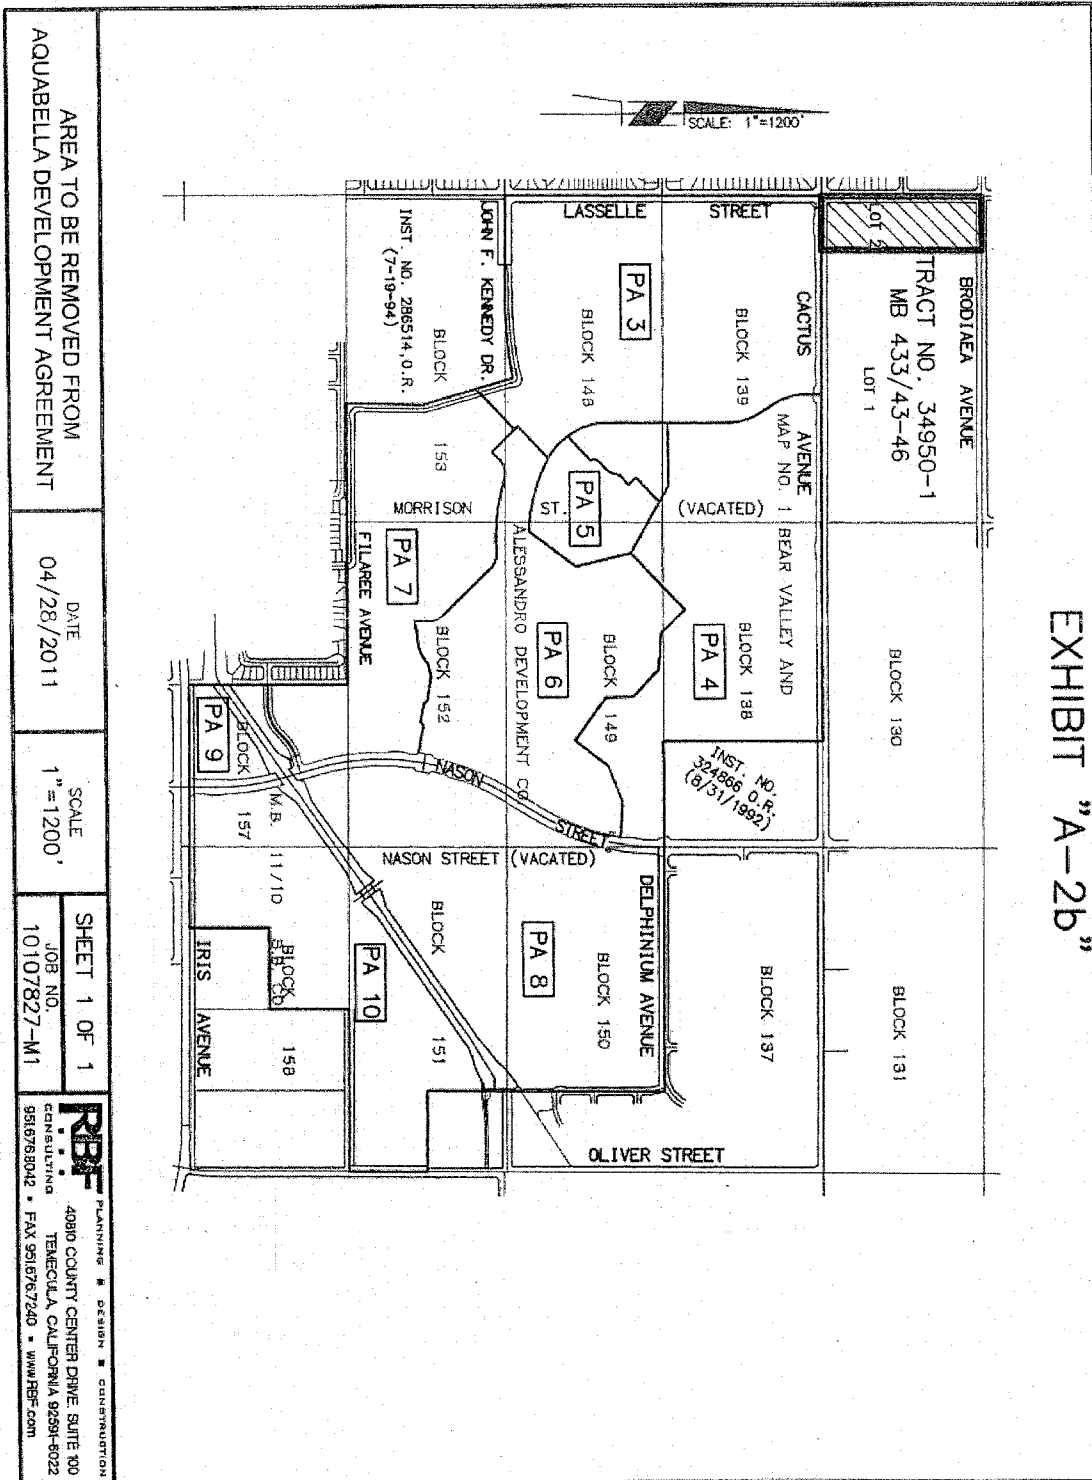 EXHIBIT "A-2b"
SCALE: 1"=1200'
BRODIAEA AVENUE
LOT 2
TRACT NO. 34950-1
MB 433/43-46
LOT 1
BLOCK 130
BLOCK 131
LASSELLE STREET
CACTUS AVENUE
MAP NO. 1 BEAR VALLEY AND
ALESSANDRO DEVELOPMENT CO
BLOCK 139
(VACATED)
BLOCK 138
PA 4
INST. NO.
324866 O.R.
(8/31/1992)
BLOCK 137
PA 3
BLOCK 148
PA 5
MORRISON ST.
PA 6
BLOCK 149
DELPHINIUM AVENUE
BLOCK 150
PA 8
OLIVER STREET
JOHN F. KENNEDY DR.
INST. NO. 286514, O.R.
(7-19-94)
BLOCK 153
PA 7
FILAREE AVENUE
BLOCK 152
NASON STREET
NASON STREET (VACATED)
BLOCK 151
PA 10
PA 9
BLOCK 157
M.B. 11/10
S.B. CO
BLOCK 158
IRIS AVENUE
AREA TO BE REMOVED FROM
AQUABELLA DEVELOPMENT AGREEMENT
DATE
04/28/2011
SCALE
1"=1200'
SHEET 1 OF 1
JOB NO.
10107827-M1
RBF
CONSULTING
PLANNING ■ DESIGN ■ CONSTRUCTION
40810 COUNTY CENTER DRIVE, SUITE 100
TEMECULA, CALIFORNIA 92591-6022
951.676.8042 • FAX 951.676.7240 • www.RBF.com